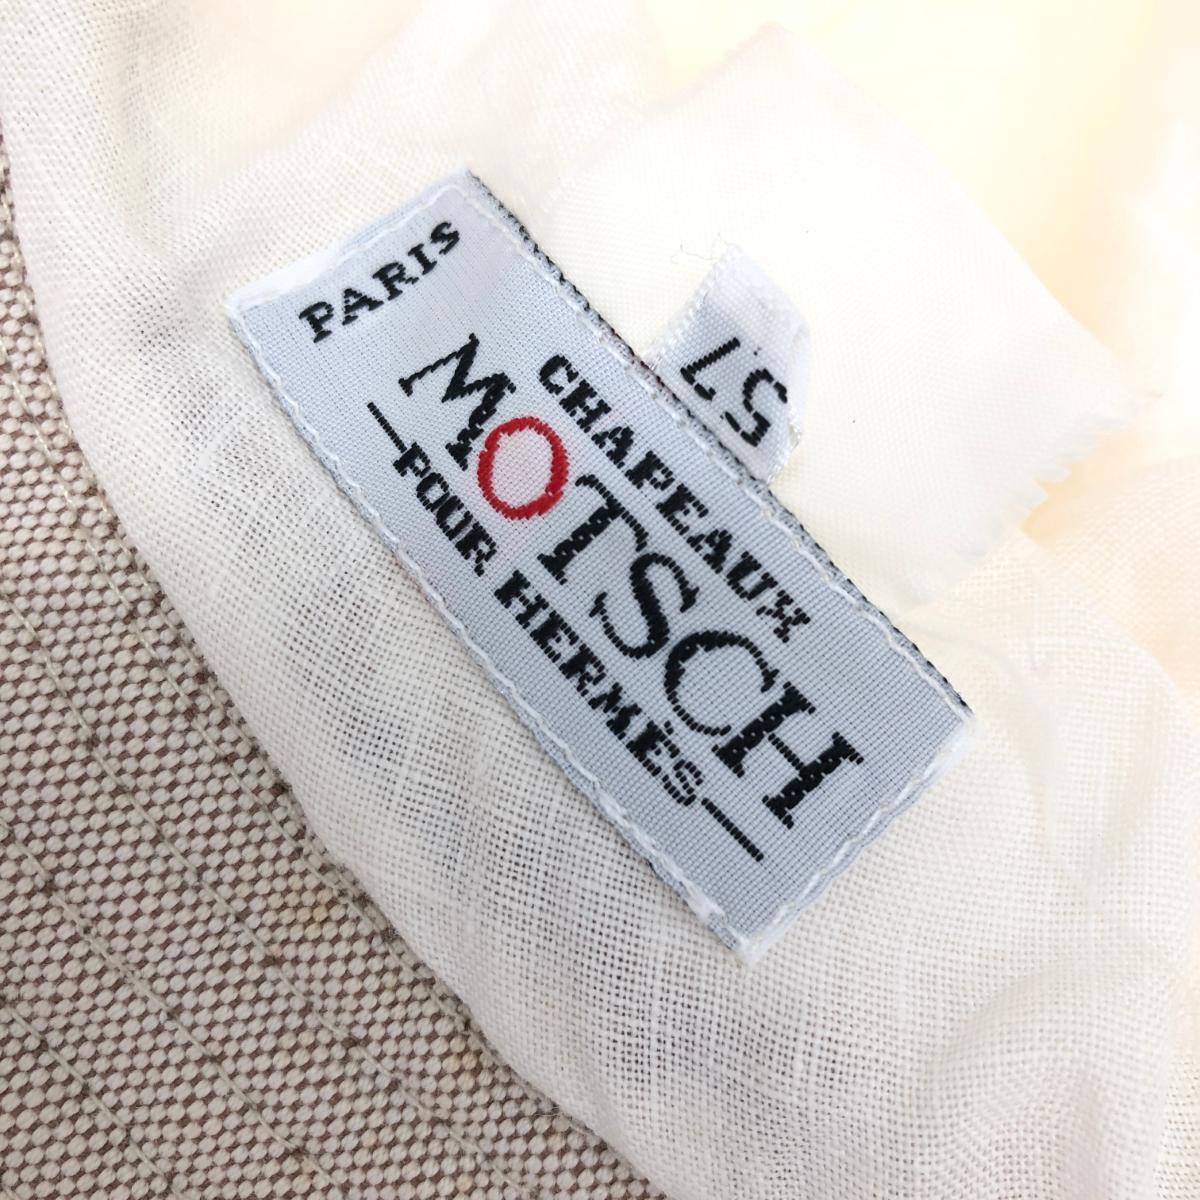 CHAPEAUX
MOTSCH
POUR HERMÈS
PARIS
57